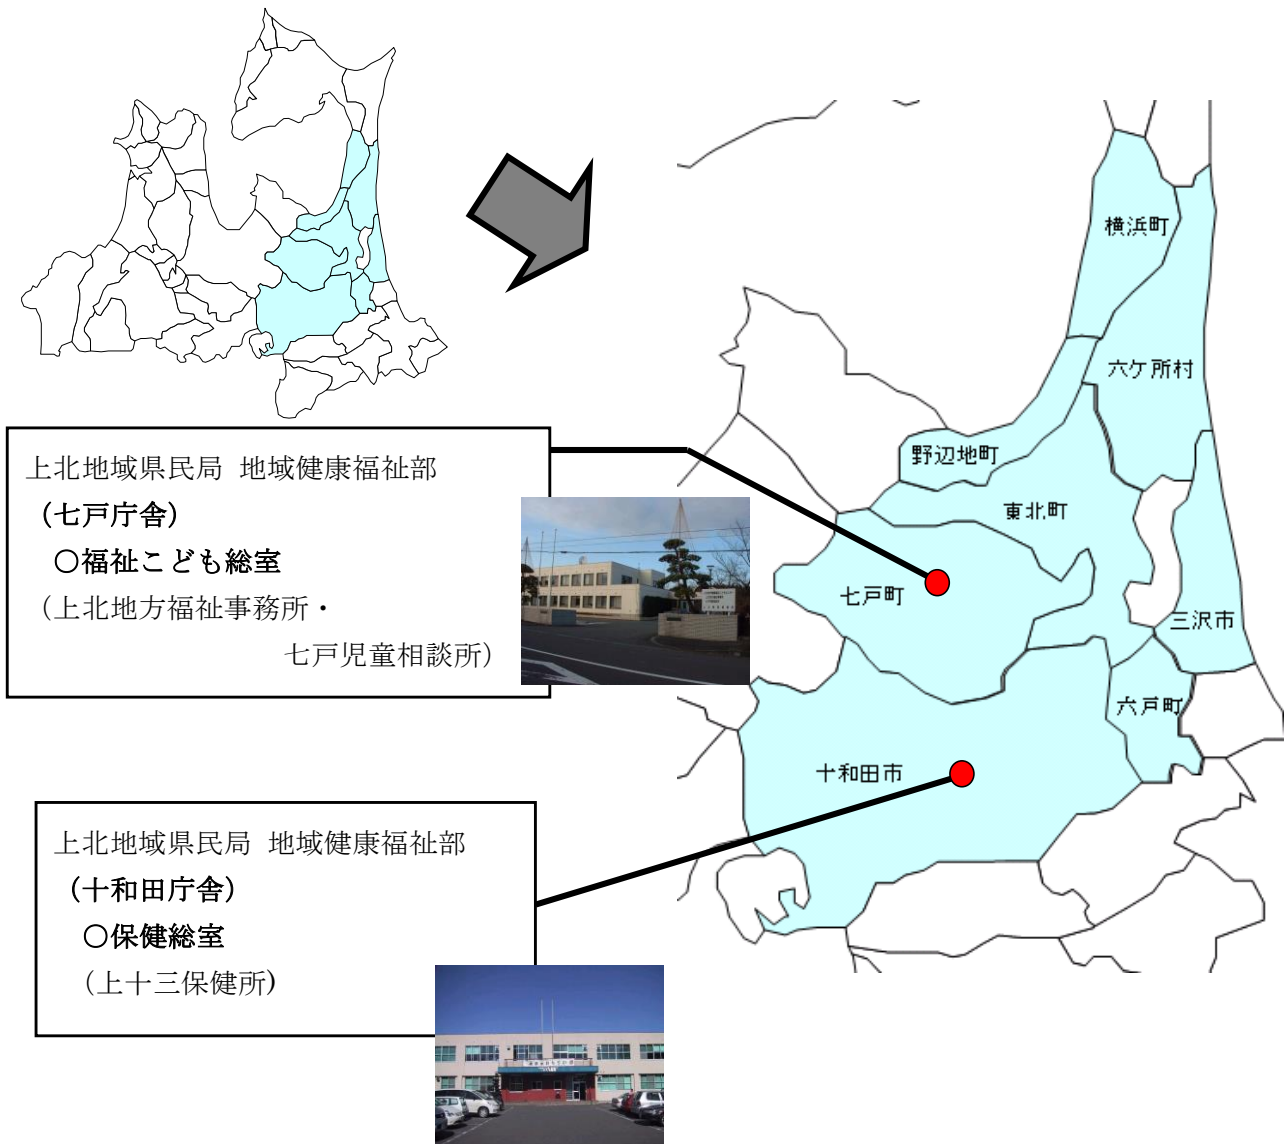 横浜町
六ケ所村
野辺地町
東北町
七戸町
三沢市
六戸町
十和田市
上北地域県民局 地域健康福祉部
(七戸庁舎)
○福祉こども総室
(上北地方福祉事務所・
七戸児童相談所)
上北地域県民局 地域健康福祉部
(十和田庁舎)
○保健総室
(上十三保健所)